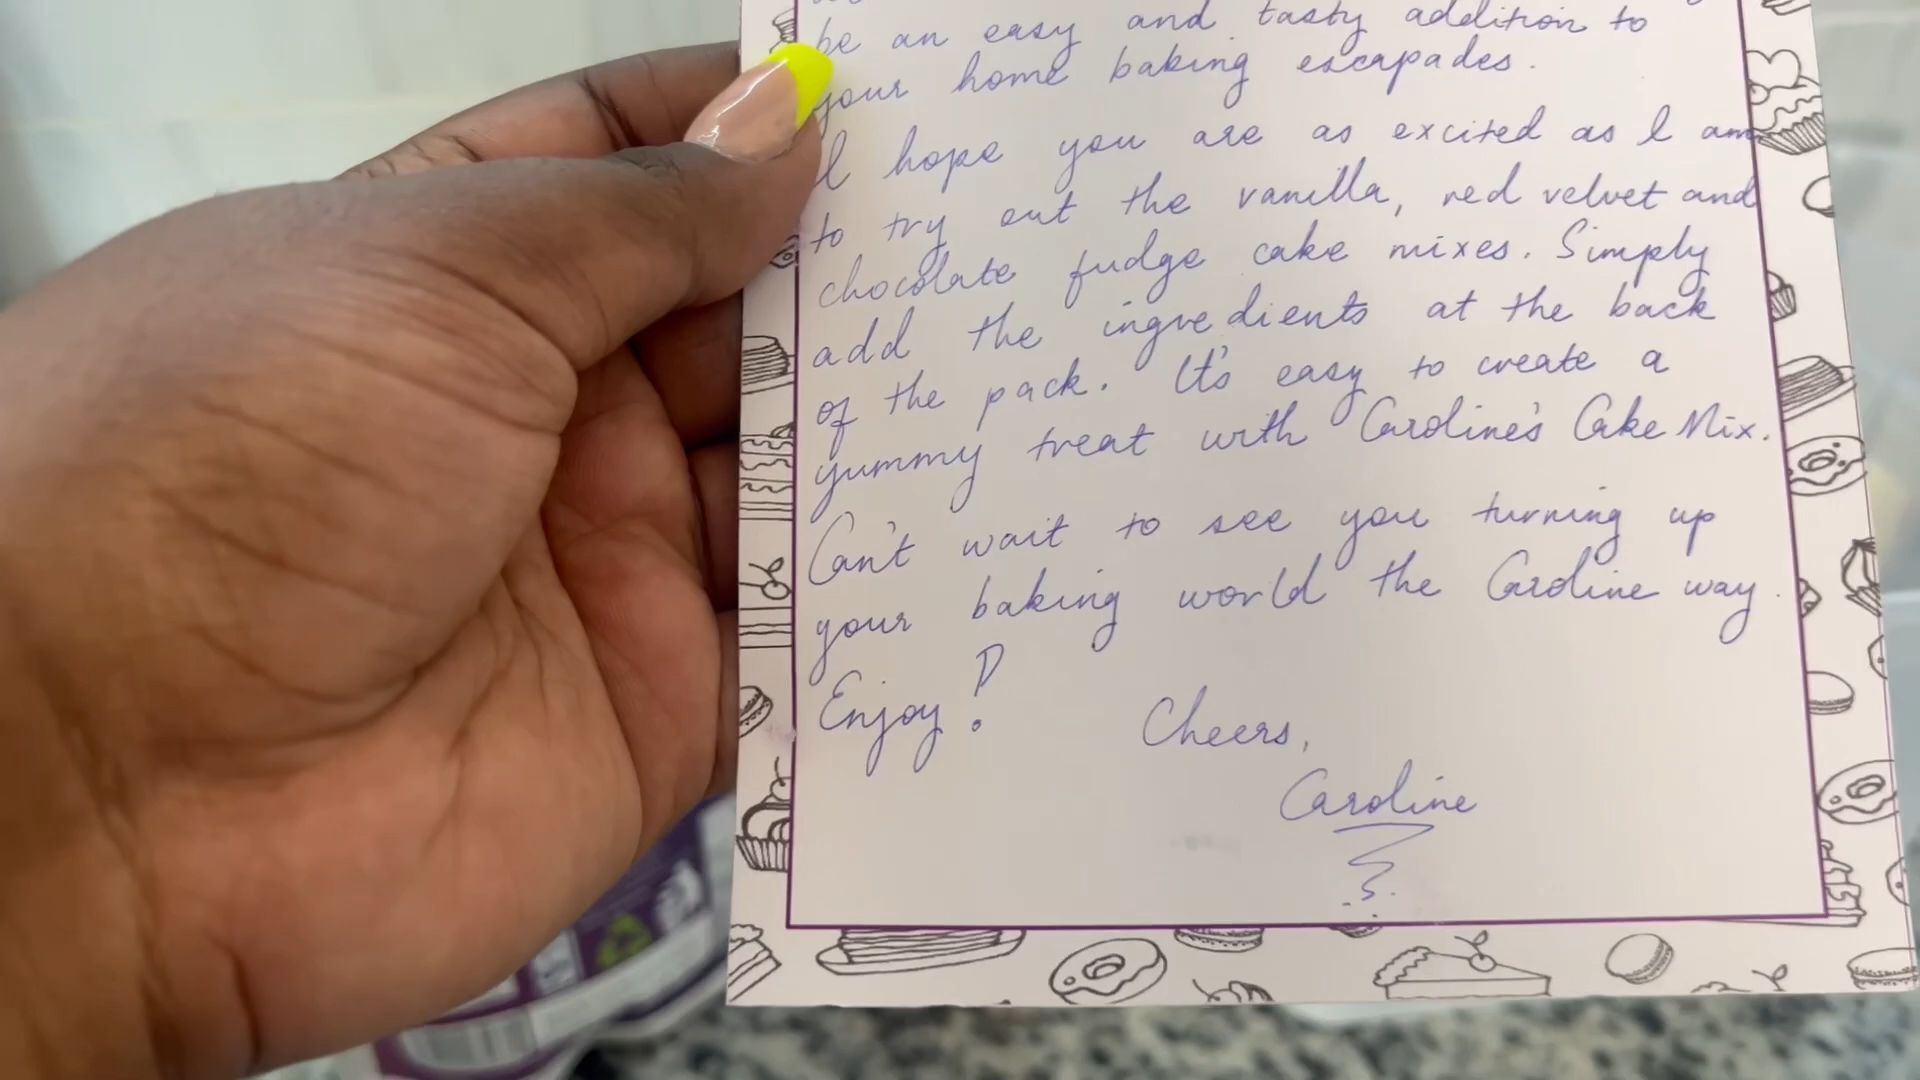 be an easy and tasty addition to
your home baking escapades.
I hope you are as excited as I am
to try out the vanilla, red velvet and
chocolate fudge cake mixes. Simply
add the ingredients at the back
of the pack. It's easy to create a
yummy treat with Caroline's Cake Mix.
Can't wait to see you turning up
your baking world the Caroline way.
Enjoy!
Cheers,
Caroline